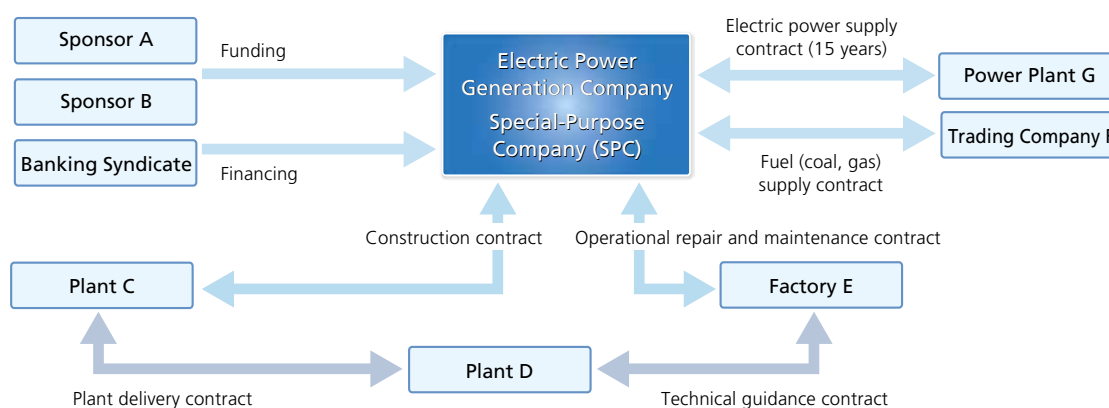 Sponsor A
Sponsor B
Banking Syndicate
Funding
Financing
Electric Power
Generation Company
Special-Purpose
Company (SPC)
Electric power supply
contract (15 years)
Power Plant G
Trading Company
Fuel (coal, gas)
supply contract
Construction contract
Operational repair and maintenance contract
Plant C
Factory E
Plant D
Plant delivery contract
Technical guidance contract